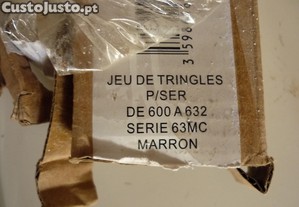 CustoJusto.pt
JEU DE TRINGLES
P/SER
DE 600 A 632
SERIE 63MC
MARRON